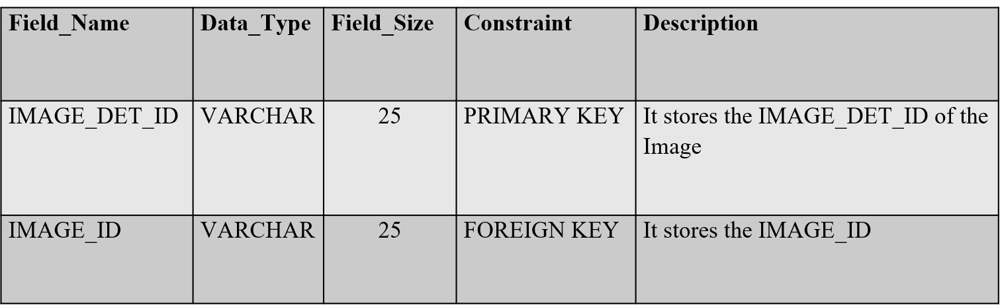 Field_Name Data_Type Field_Size Constraint Description
IMAGE_DET_ID VARCHAR 25 PRIMARY KEY It stores the IMAGE_DET_ID of the
Image
IMAGE_ID VARCHAR 25 FOREIGN KEY It stores the IMAGE_ID